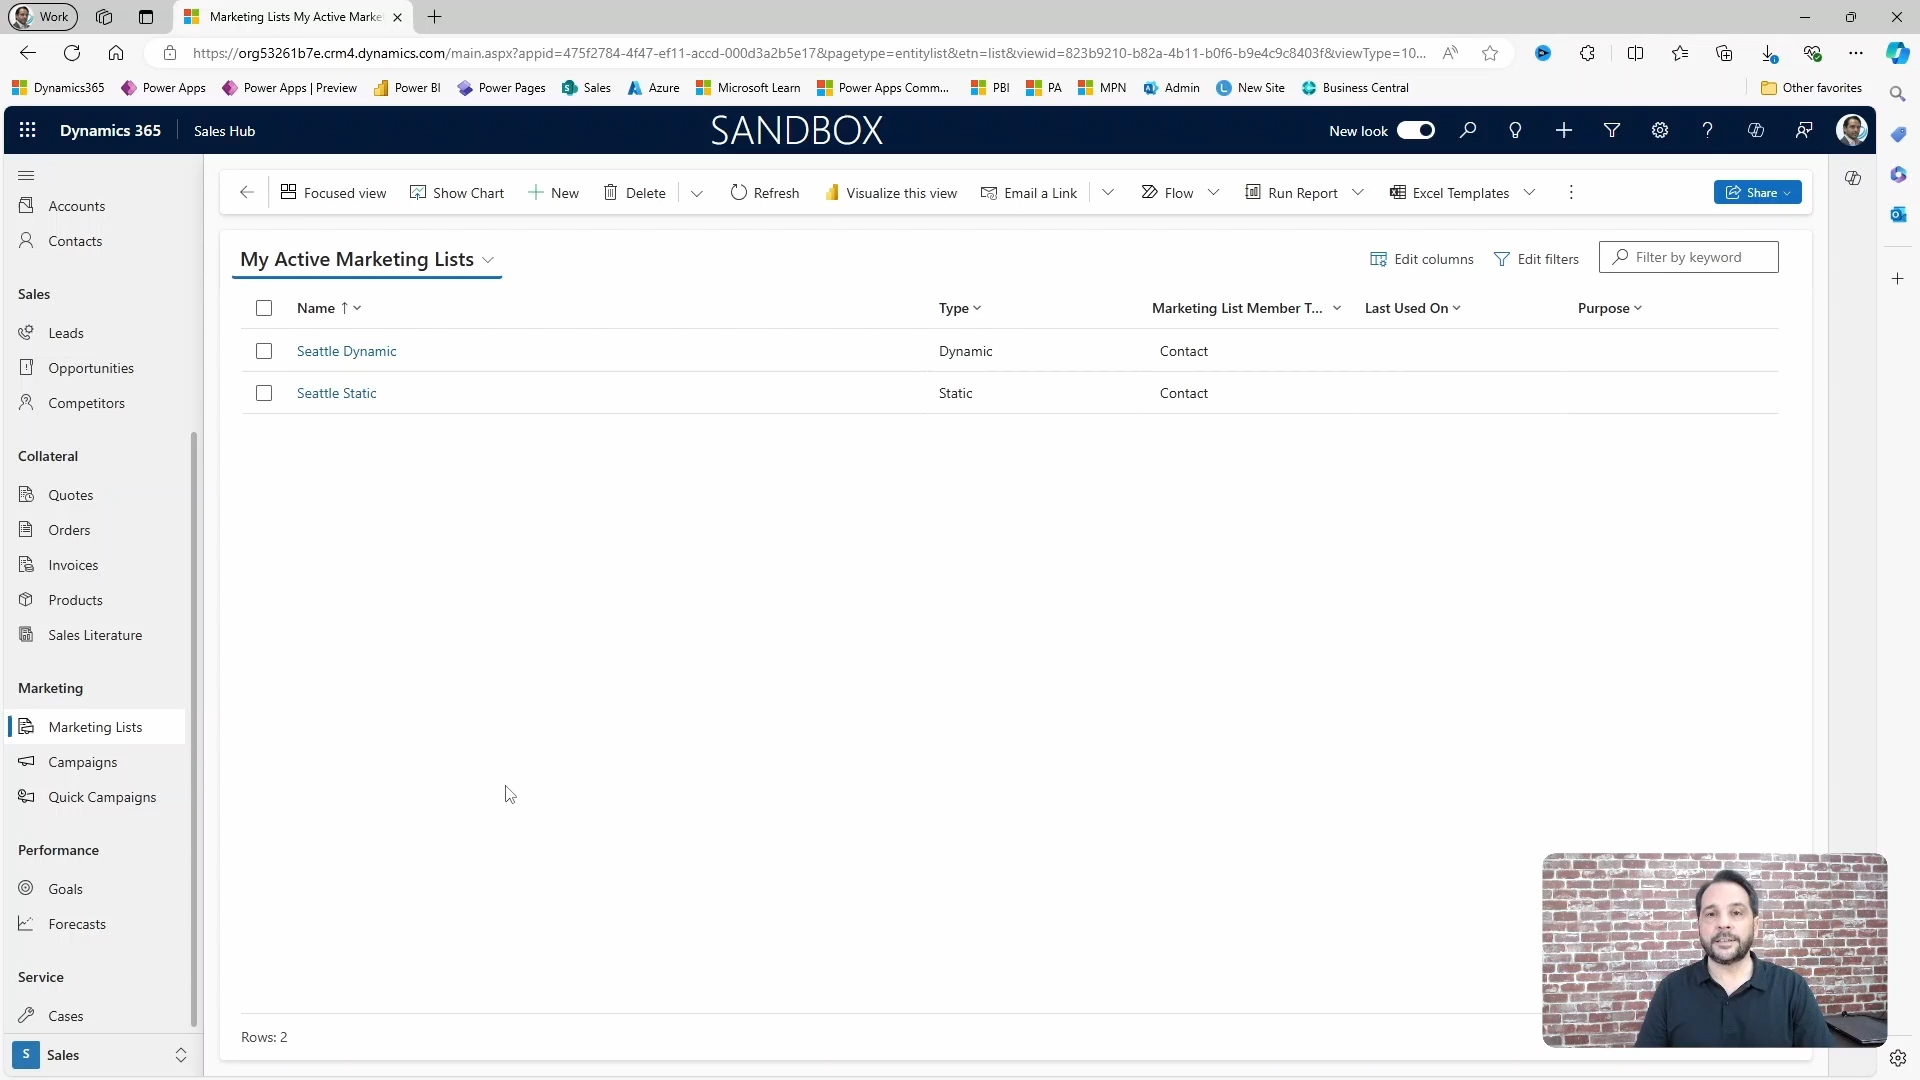 Work
Marketing Lists My Active Marke
https://org53261b7e.crm4.dynamics.com/main.aspx?appid=475f2784-4f47-ef11-accd-000d3a2b5e17&pagetype=entitylist&etn=list&viewid=823b9210-b82a-4b11-b0f6-b9e4c9c8403f&viewType=10...
Dynamics365 Power Apps Power Apps | Preview Power BI Power Pages Sales Azure Microsoft Learn Power Apps Comm... PBI PA MPN Admin New Site Business Central Other favorites
Dynamics 365 Sales Hub SANDBOX New look
Focused view Show Chart New Delete Refresh Visualize this view Email a Link Flow Run Report Excel Templates Share
Accounts
Contacts
Sales
Leads
Opportunities
Competitors
Collateral
Quotes
Orders
Invoices
Products
Sales Literature
Marketing
Marketing Lists
Campaigns
Quick Campaigns
Performance
Goals
Forecasts
Service
Cases
S Sales
My Active Marketing Lists
Edit columns Edit filters Filter by keyword
Name ↑ Type Marketing List Member T... Last Used On Purpose
Seattle Dynamic Dynamic Contact
Seattle Static Static Contact
Rows: 2